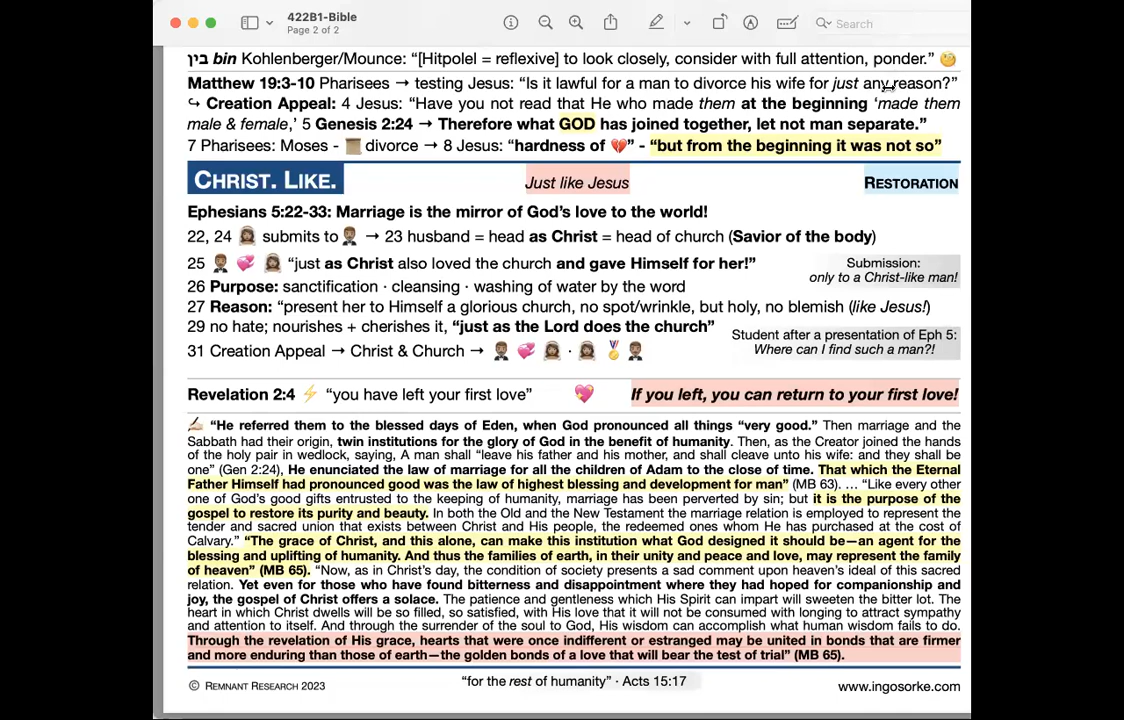 422B1-Bible
Page 2 of 2
Search
בין bin Kohlenberger/Mounce: “[Hitpolel = reflexive] to look closely, consider with full attention, ponder.” 🧐
Matthew 19:3-10 Pharisees → testing Jesus: “Is it lawful for a man to divorce his wife for just any reason?”
↪ Creation Appeal: 4 Jesus: “Have you not read that He who made them at the beginning ‘made them
male & female,’ 5 Genesis 2:24 → Therefore what GOD has joined together, let not man separate.”
7 Pharisees: Moses - 📜 divorce → 8 Jesus: “hardness of 💔” - “but from the beginning it was not so”
CHRIST. LIKE.
Just like Jesus
RESTORATION
Ephesians 5:22-33: Marriage is the mirror of God’s love to the world!
22, 24 👰🏽 submits to 🤵🏽 → 23 husband = head as Christ = head of church (Savior of the body)
25 🤵🏽 💞 👰🏽 “just as Christ also loved the church and gave Himself for her!”
Submission:
only to a Christ-like man!
26 Purpose: sanctification · cleansing · washing of water by the word
27 Reason: “present her to Himself a glorious church, no spot/wrinkle, but holy, no blemish (like Jesus!)
29 no hate; nourishes + cherishes it, “just as the Lord does the church”
Student after a presentation of Eph 5:
Where can I find such a man?!
31 Creation Appeal → Christ & Church → 🤵🏽 💞 👰🏽 · 👰🏽 🏅 🤵🏽
Revelation 2:4 ⚡ “you have left your first love” 💖 If you left, you can return to your first love!
✍🏻 “He referred them to the blessed days of Eden, when God pronounced all things “very good.” Then marriage and the
Sabbath had their origin, twin institutions for the glory of God in the benefit of humanity. Then, as the Creator joined the hands
of the holy pair in wedlock, saying, A man shall “leave his father and his mother, and shall cleave unto his wife: and they shall be
one” (Gen 2:24), He enunciated the law of marriage for all the children of Adam to the close of time. That which the Eternal
Father Himself had pronounced good was the law of highest blessing and development for man” (MB 63). … “Like every other
one of God’s good gifts entrusted to the keeping of humanity, marriage has been perverted by sin; but it is the purpose of the
gospel to restore its purity and beauty. In both the Old and the New Testament the marriage relation is employed to represent the
tender and sacred union that exists between Christ and His people, the redeemed ones whom He has purchased at the cost of
Calvary.” “The grace of Christ, and this alone, can make this institution what God designed it should be—an agent for the
blessing and uplifting of humanity. And thus the families of earth, in their unity and peace and love, may represent the family
of heaven” (MB 65). “Now, as in Christ’s day, the condition of society presents a sad comment upon heaven’s ideal of this sacred
relation. Yet even for those who have found bitterness and disappointment where they had hoped for companionship and
joy, the gospel of Christ offers a solace. The patience and gentleness which His Spirit can impart will sweeten the bitter lot. The
heart in which Christ dwells will be so filled, so satisfied, with His love that it will not be consumed with longing to attract sympathy
and attention to itself. And through the surrender of the soul to God, His wisdom can accomplish what human wisdom fails to do.
Through the revelation of His grace, hearts that were once indifferent or estranged may be united in bonds that are firmer
and more enduring than those of earth—the golden bonds of a love that will bear the test of trial” (MB 65).
© REMNANT RESEARCH 2023
“for the rest of humanity” · Acts 15:17
www.ingosorke.com